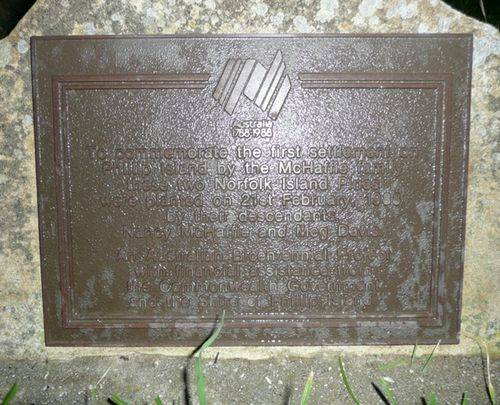 Australia
1788-1988
To commemorate the first settlement on
Phillip Island by the McHaffie family
these two Norfolk Island Pines
were planted on 21st February, 1988
by their descendants
Nancy McHaffie and Meg Davis
An Australian Bicentennial Project
with financial assistance from
the Commonwealth Government
and the Shire of Phillip Island